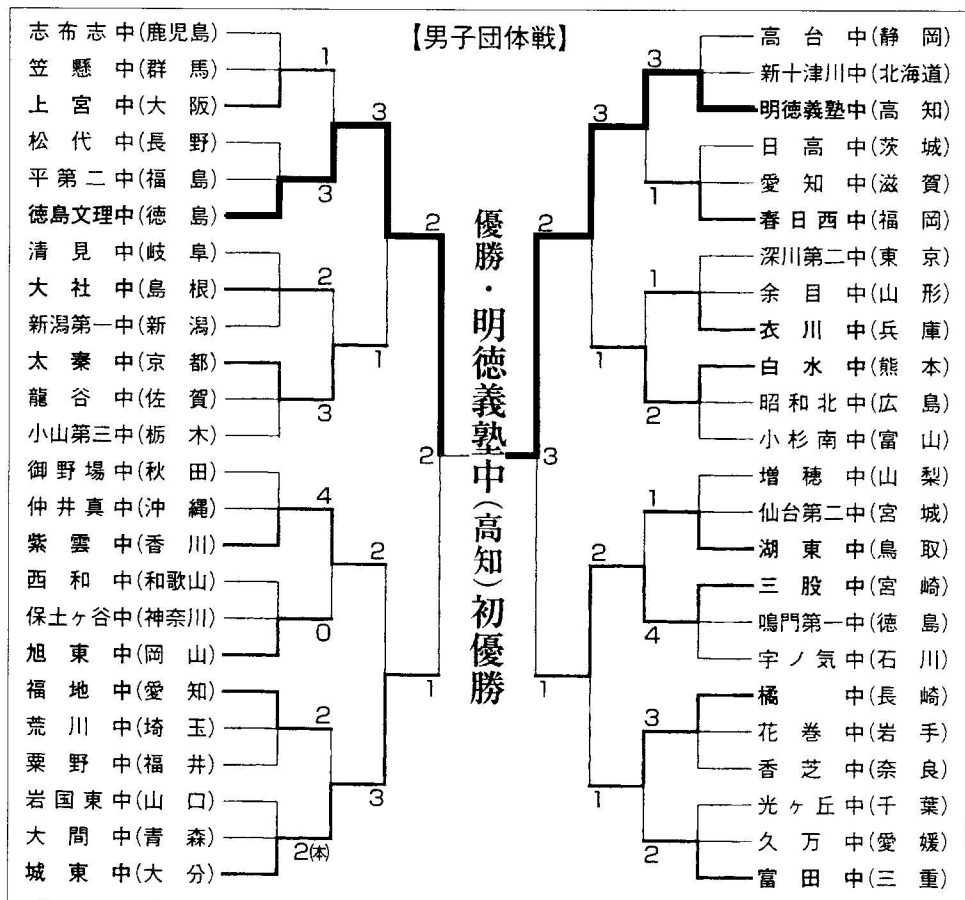 【男子団体戦】
志布志中(鹿児島)
笠懸中(群馬)
上宮中(大阪)
松代中(長野)
平第二中(福島)
徳島文理中(徳島)
清見中(岐阜)
大社中(島根)
新潟第一中(新潟)
太秦中(京都)
龍谷中(佐賀)
小山第三中(栃木)
御野場中(秋田)
仲井真中(沖縄)
紫雲中(香川)
西和中(和歌山)
保土ヶ谷中(神奈川)
旭東中(岡山)
福地中(愛知)
荒川中(埼玉)
粟野中(福井)
岩国東中(山口)
大間中(青森)
城東中(大分)
1
3
2
3
4
0
2
2(本)
3
1
2
3
2
1
2
優勝・明徳義塾中(高知)初優勝
3
2
1
3
1
2
1
3
1
1
2
1
4
3
2
高台中(静岡)
新十津川中(北海道)
明徳義塾中(高知)
日高中(茨城)
愛知中(滋賀)
春日西中(福岡)
深川第二中(東京)
余目中(山形)
衣川中(兵庫)
白水中(熊本)
昭和北中(広島)
小杉南中(富山)
増穂中(山梨)
仙台第二中(宮城)
湖東中(鳥取)
三股中(宮崎)
鳴門第一中(徳島)
宇ノ気中(石川)
橘中(長崎)
花巻中(岩手)
香芝中(奈良)
光ヶ丘中(千葉)
久万中(愛媛)
富田中(三重)